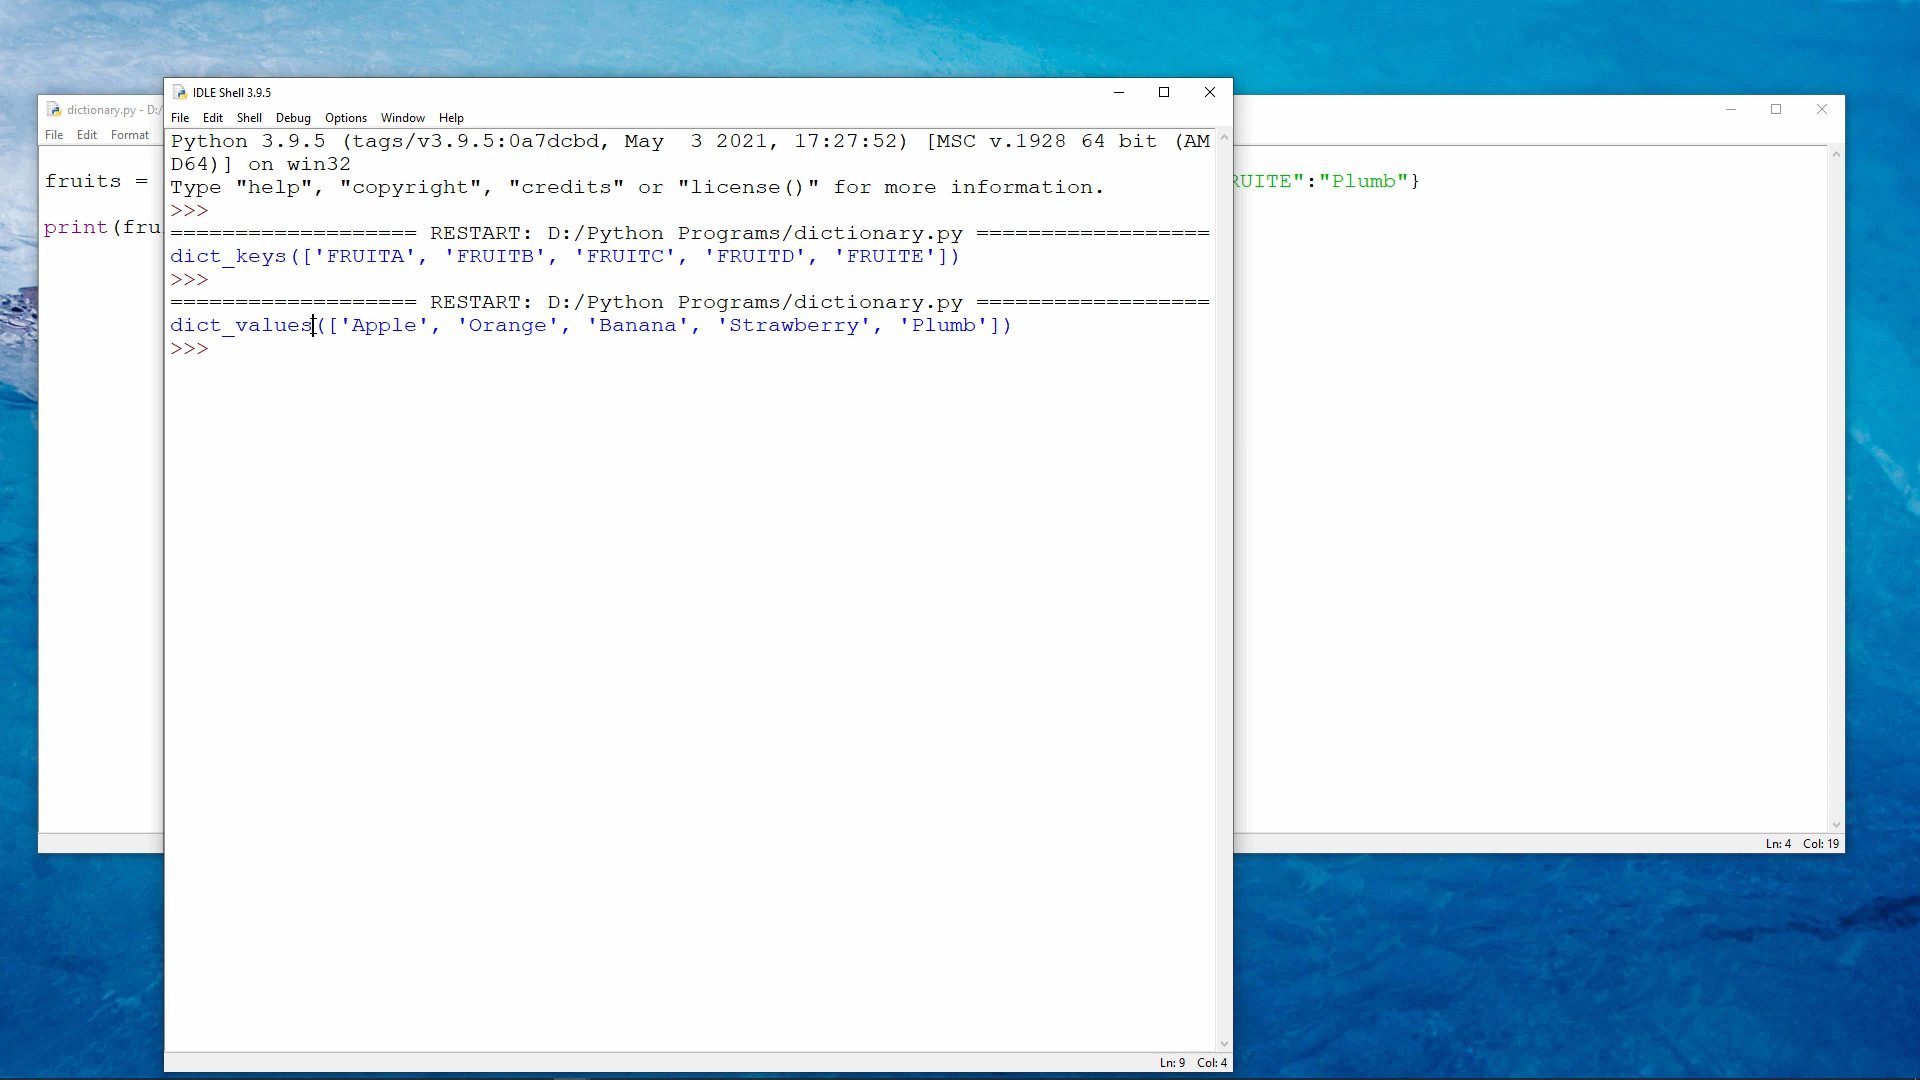 IDLE Shell 3.9.5
File Edit Shell Debug Options Window Help
Python 3.9.5 (tags/v3.9.5:0a7dcbd, May  3 2021, 17:27:52) [MSC v.1928 64 bit (AM
D64)] on win32
Type "help", "copyright", "credits" or "license()" for more information.
>>>
=================== RESTART: D:/Python Programs/dictionary.py ==================
dict_keys(['FRUITA', 'FRUITB', 'FRUITC', 'FRUITD', 'FRUITE'])
>>>
=================== RESTART: D:/Python Programs/dictionary.py ==================
dict_values(['Apple', 'Orange', 'Banana', 'Strawberry', 'Plumb'])
>>>
Ln: 9 Col: 4
dictionary.py - D:/
File Edit Format
fruits =
RUITE":"Plumb"}
print(fru
Ln: 4 Col: 19